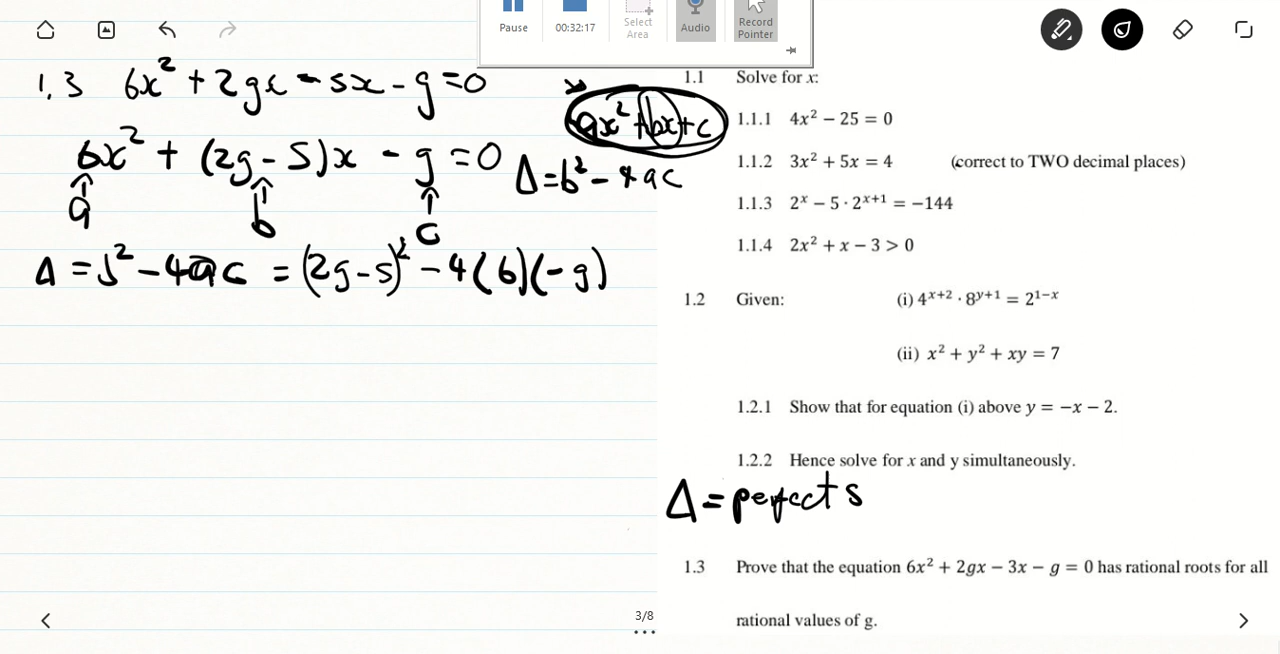 Pause
00:32:17
Select Area
Audio
Record Pointer
1.3 6x² + 2gx - 5x - g = 0
ax² + bx + c
6x² + (2g - 5)x - g = 0
Δ = b² - 4ac
a
b
c
Δ = b² - 4ac = (2g - 5)² - 4(6)(-g)
3/8
1.1 Solve for x:
1.1.1 4x² − 25 = 0
1.1.2 3x² + 5x = 4 (correct to TWO decimal places)
1.1.3 2ˣ − 5 · 2ˣ⁺¹ = −144
1.1.4 2x² + x − 3 > 0
1.2 Given: (i) 4ˣ⁺² · 8ʸ⁺¹ = 2¹⁻ˣ
(ii) x² + y² + xy = 7
1.2.1 Show that for equation (i) above y = −x − 2.
1.2.2 Hence solve for x and y simultaneously.
Δ = perfect s
1.3 Prove that the equation 6x² + 2gx − 3x − g = 0 has rational roots for all
rational values of g.